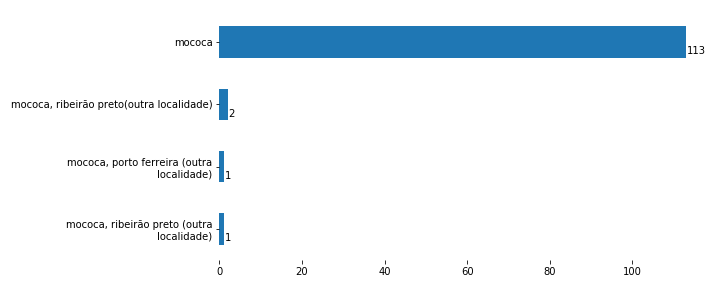 mococa
113
mococa, ribeirão preto(outra localidade)
2
mococa, porto ferreira (outra
localidade)
1
mococa, ribeirão preto (outra
localidade)
1
0 20 40 60 80 100